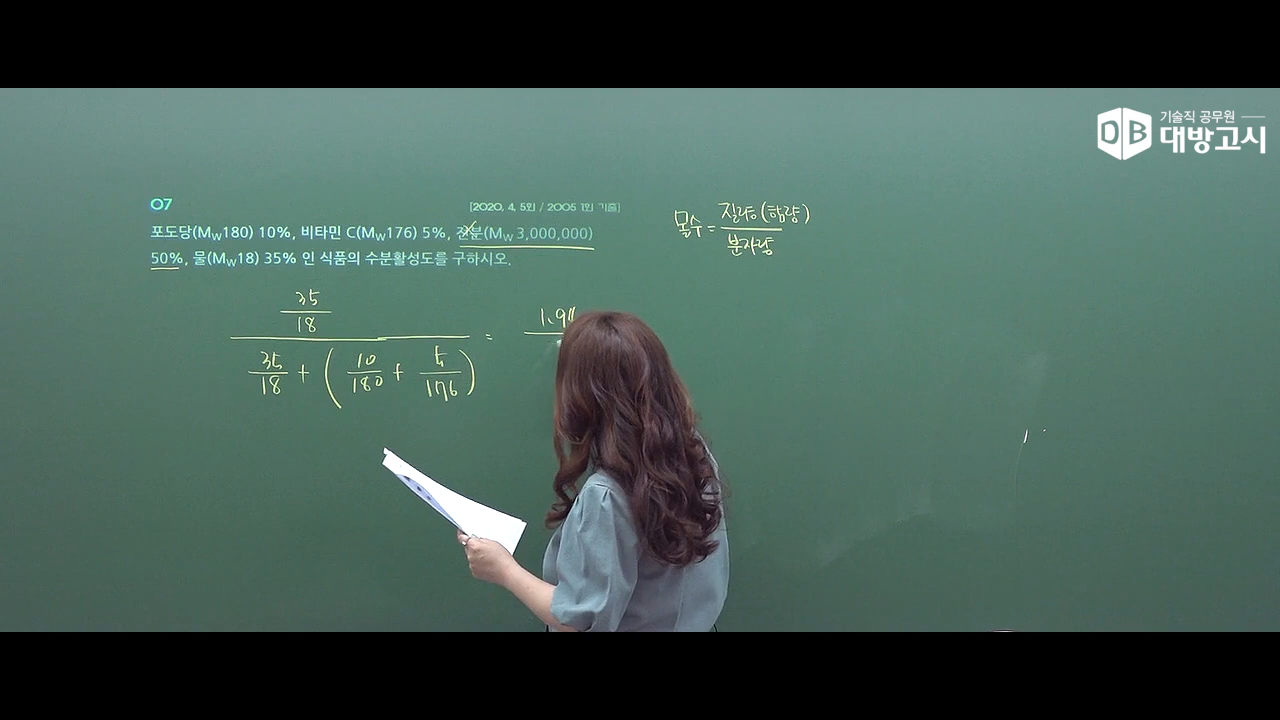 기술직 공무원
DB 대방고시
07
[2020. 4, 5회 / 2005 1회 기출]
포도당(Mw180) 10%, 비타민 C(Mw176) 5%, 전분(Mw 3,000,000)
50%, 물(Mw18) 35% 인 식품의 수분활성도를 구하시오.
몰수 = 질량(함량)
분자량
35
18
=
35/18 + ( 10/180 + 5/176 )
1.94